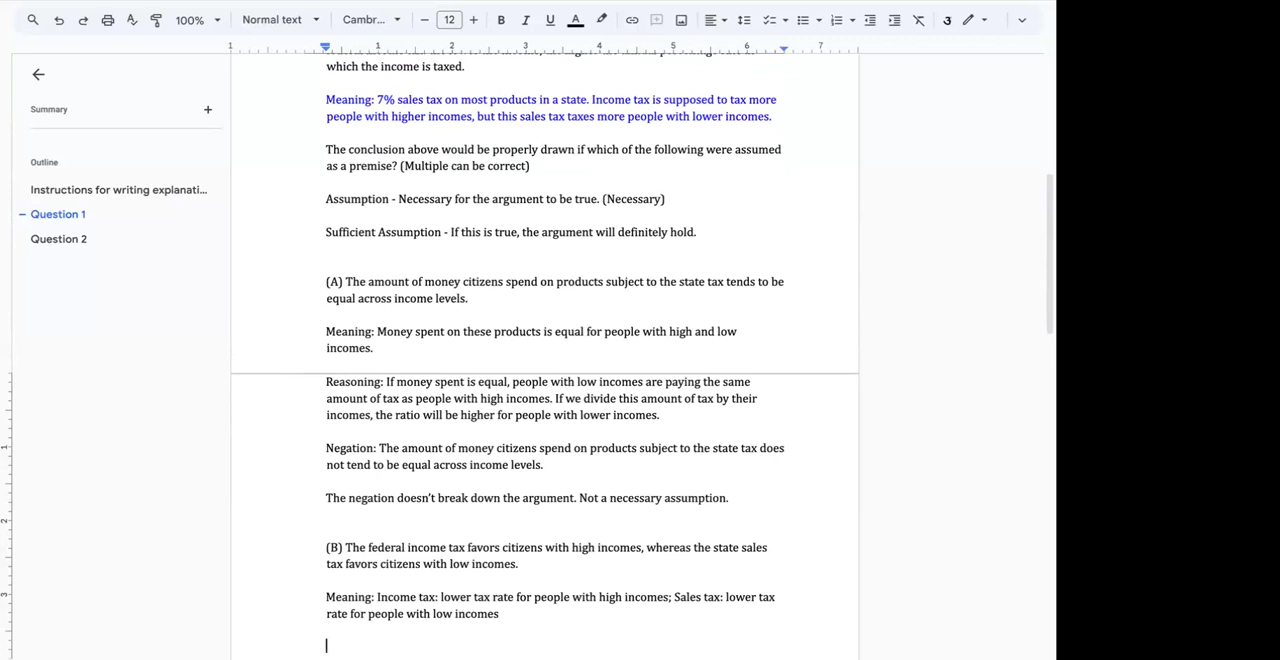 100%
Normal text
Cambr...
12
B I U A
1 1 2 3 4 5 6 7
Summary
Outline
Instructions for writing explanati...
Question 1
Question 2
which the income is taxed.
Meaning: 7% sales tax on most products in a state. Income tax is supposed to tax more
people with higher incomes, but this sales tax taxes more people with lower incomes.
The conclusion above would be properly drawn if which of the following were assumed
as a premise? (Multiple can be correct)
Assumption - Necessary for the argument to be true. (Necessary)
Sufficient Assumption - If this is true, the argument will definitely hold.
(A) The amount of money citizens spend on products subject to the state tax tends to be
equal across income levels.
Meaning: Money spent on these products is equal for people with high and low
incomes.
Reasoning: If money spent is equal, people with low incomes are paying the same
amount of tax as people with high incomes. If we divide this amount of tax by their
incomes, the ratio will be higher for people with lower incomes.
Negation: The amount of money citizens spend on products subject to the state tax does
not tend to be equal across income levels.
The negation doesn't break down the argument. Not a necessary assumption.
(B) The federal income tax favors citizens with high incomes, whereas the state sales
tax favors citizens with low incomes.
Meaning: Income tax: lower tax rate for people with high incomes; Sales tax: lower tax
rate for people with low incomes
1
2
3